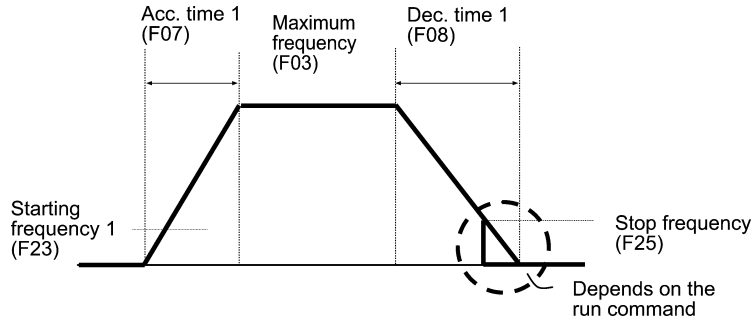 Acc. time 1
(F07)
Maximum
frequency
(F03)
Dec. time 1
(F08)
Starting
frequency 1
(F23)
Stop frequency
(F25)
Depends on the
run command